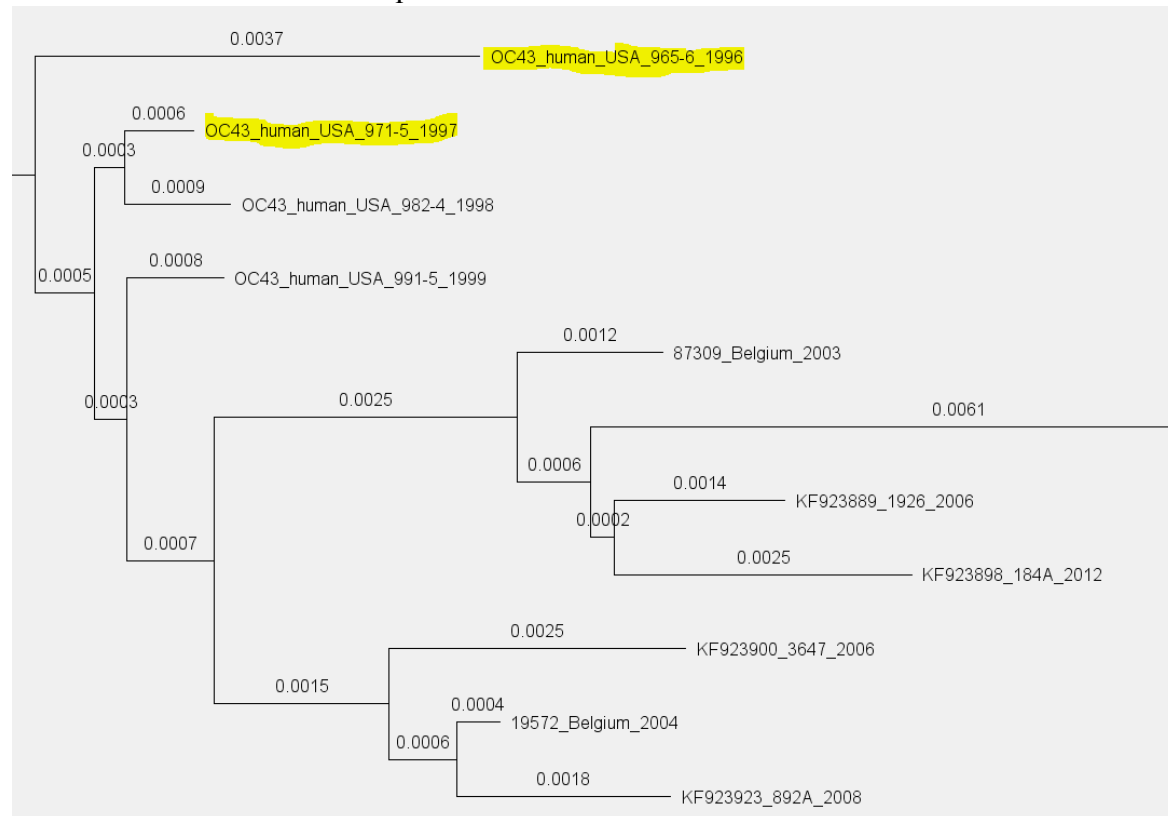 0.0037
OC43_human_USA_965-6_1996
0.0006
OC43_human_USA_971-5_1997
0.0003
0.0009
OC43_human_USA_982-4_1998
0.0005
0.0008
OC43_human_USA_991-5_1999
0.0012
87309_Belgium_2003
0.0003
0.0025
0.0061
0.0006
0.0014
KF923889_1926_2006
0.0002
0.0007
0.0025
KF923898_184A_2012
0.0025
KF923900_3647_2006
0.0015
0.0004
19572_Belgium_2004
0.0006
0.0018
KF923923_892A_2008